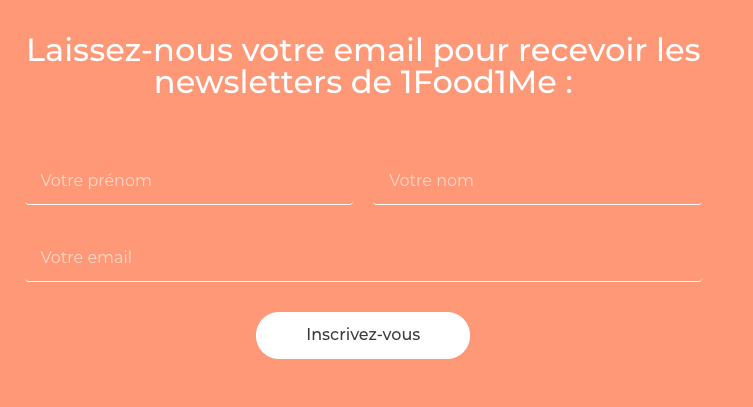 Laissez-nous votre email pour recevoir les
newsletters de 1Food1Me :
Votre prénom
Votre nom
Votre email
Inscrivez-vous